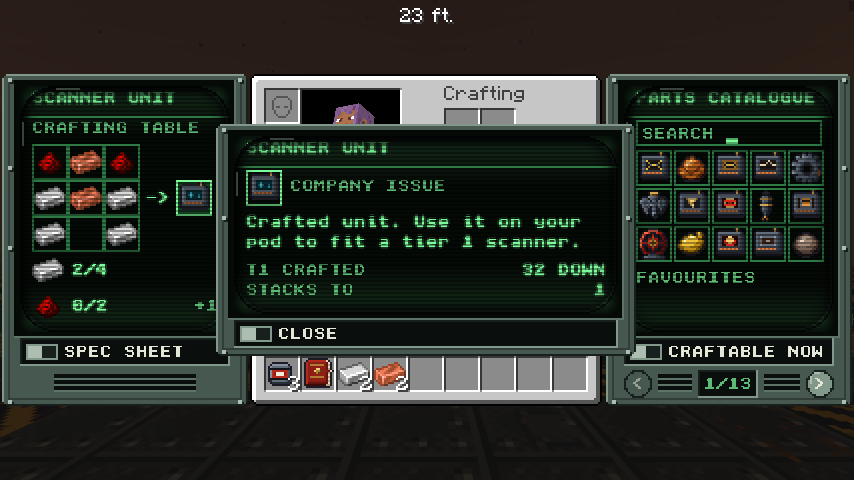 23 ft.
SCANNER UNIT
CRAFTING TABLE
2/4
0/2
+1
SPEC SHEET
Crafting
SCANNER UNIT
COMPANY ISSUE
Crafted unit. Use it on your
pod to fit a tier 1 scanner.
T1 CRAFTED 32 DOWN
STACKS TO 1
CLOSE
3
2
2
PARTS CATALOGUE
SEARCH
FAVOURITES
CRAFTABLE NOW
< 1/13 >